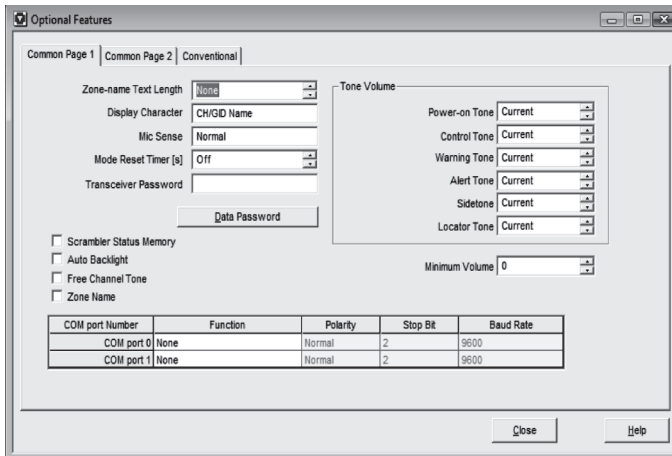 Optional Features
Common Page 1
Common Page 2
Conventional
Zone-name Text Length None
Display Character CH/GID Name
Mic Sense Normal
Mode Reset Timer [s] Off
Transceiver Password
Data Password
Scrambler Status Memory
Auto Backlight
Free Channel Tone
Zone Name
Tone Volume
Power-on Tone Current
Control Tone Current
Warning Tone Current
Alert Tone Current
Sidetone Current
Locator Tone Current
Minimum Volume 0
COM port Number Function Polarity Stop Bit Baud Rate
COM port 0 None Normal 2 9600
COM port 1 None Normal 2 9600
Close
Help